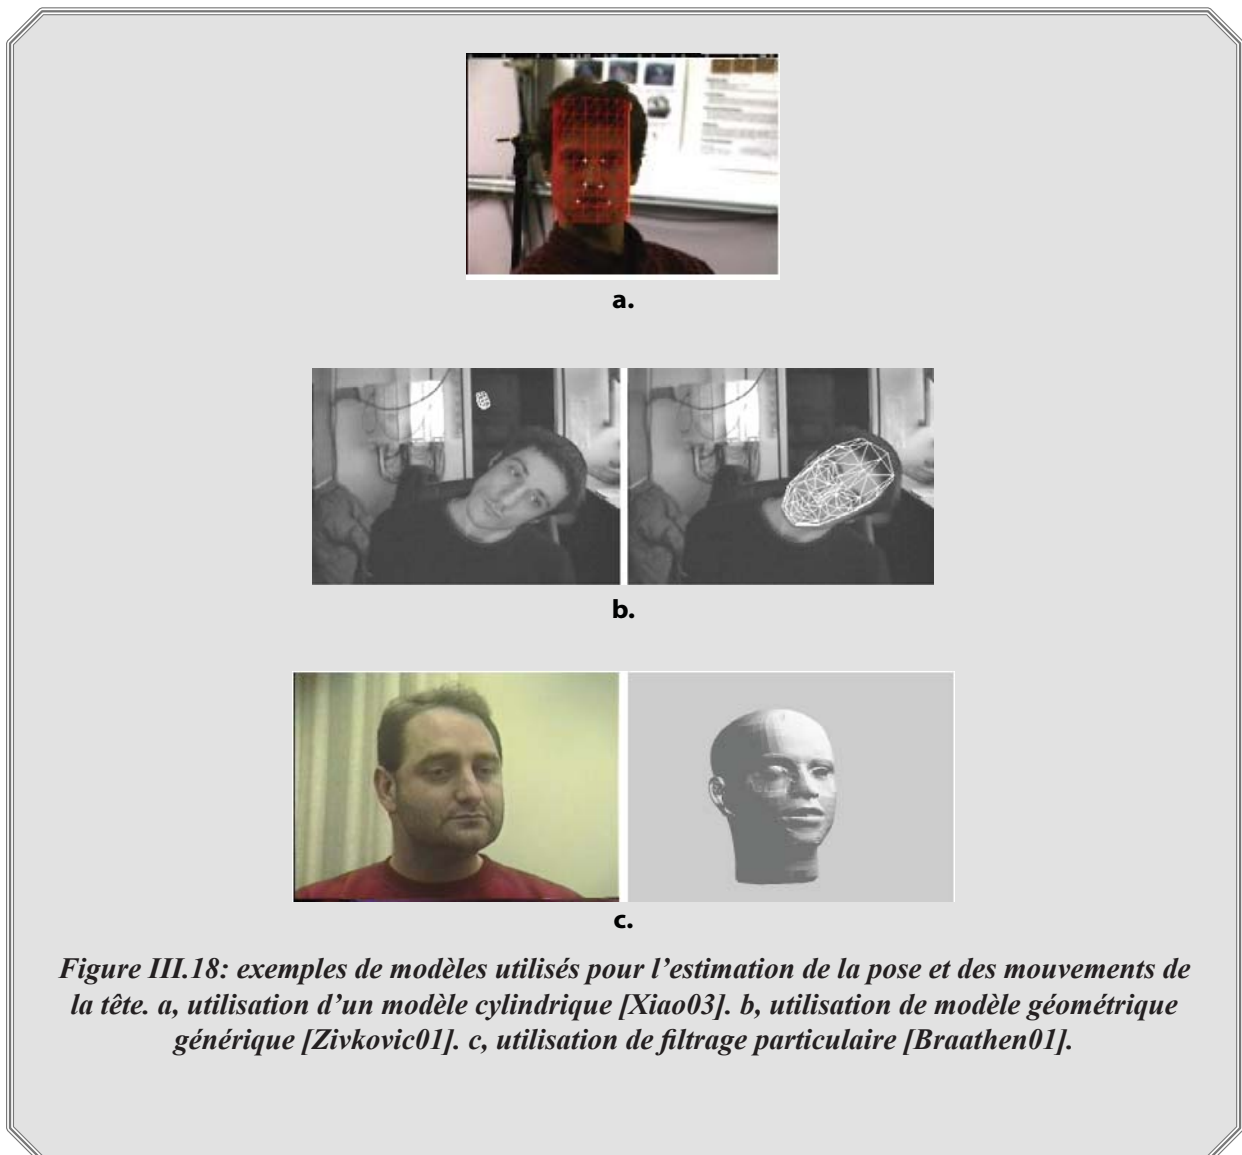 a.
b.
c.
Figure III.18: exemples de modèles utilisés pour l’estimation de la pose et des mouvements de
la tête. a, utilisation d’un modèle cylindrique [Xiao03]. b, utilisation de modèle géométrique
générique [Zivkovic01]. c, utilisation de filtrage particulaire [Braathen01].